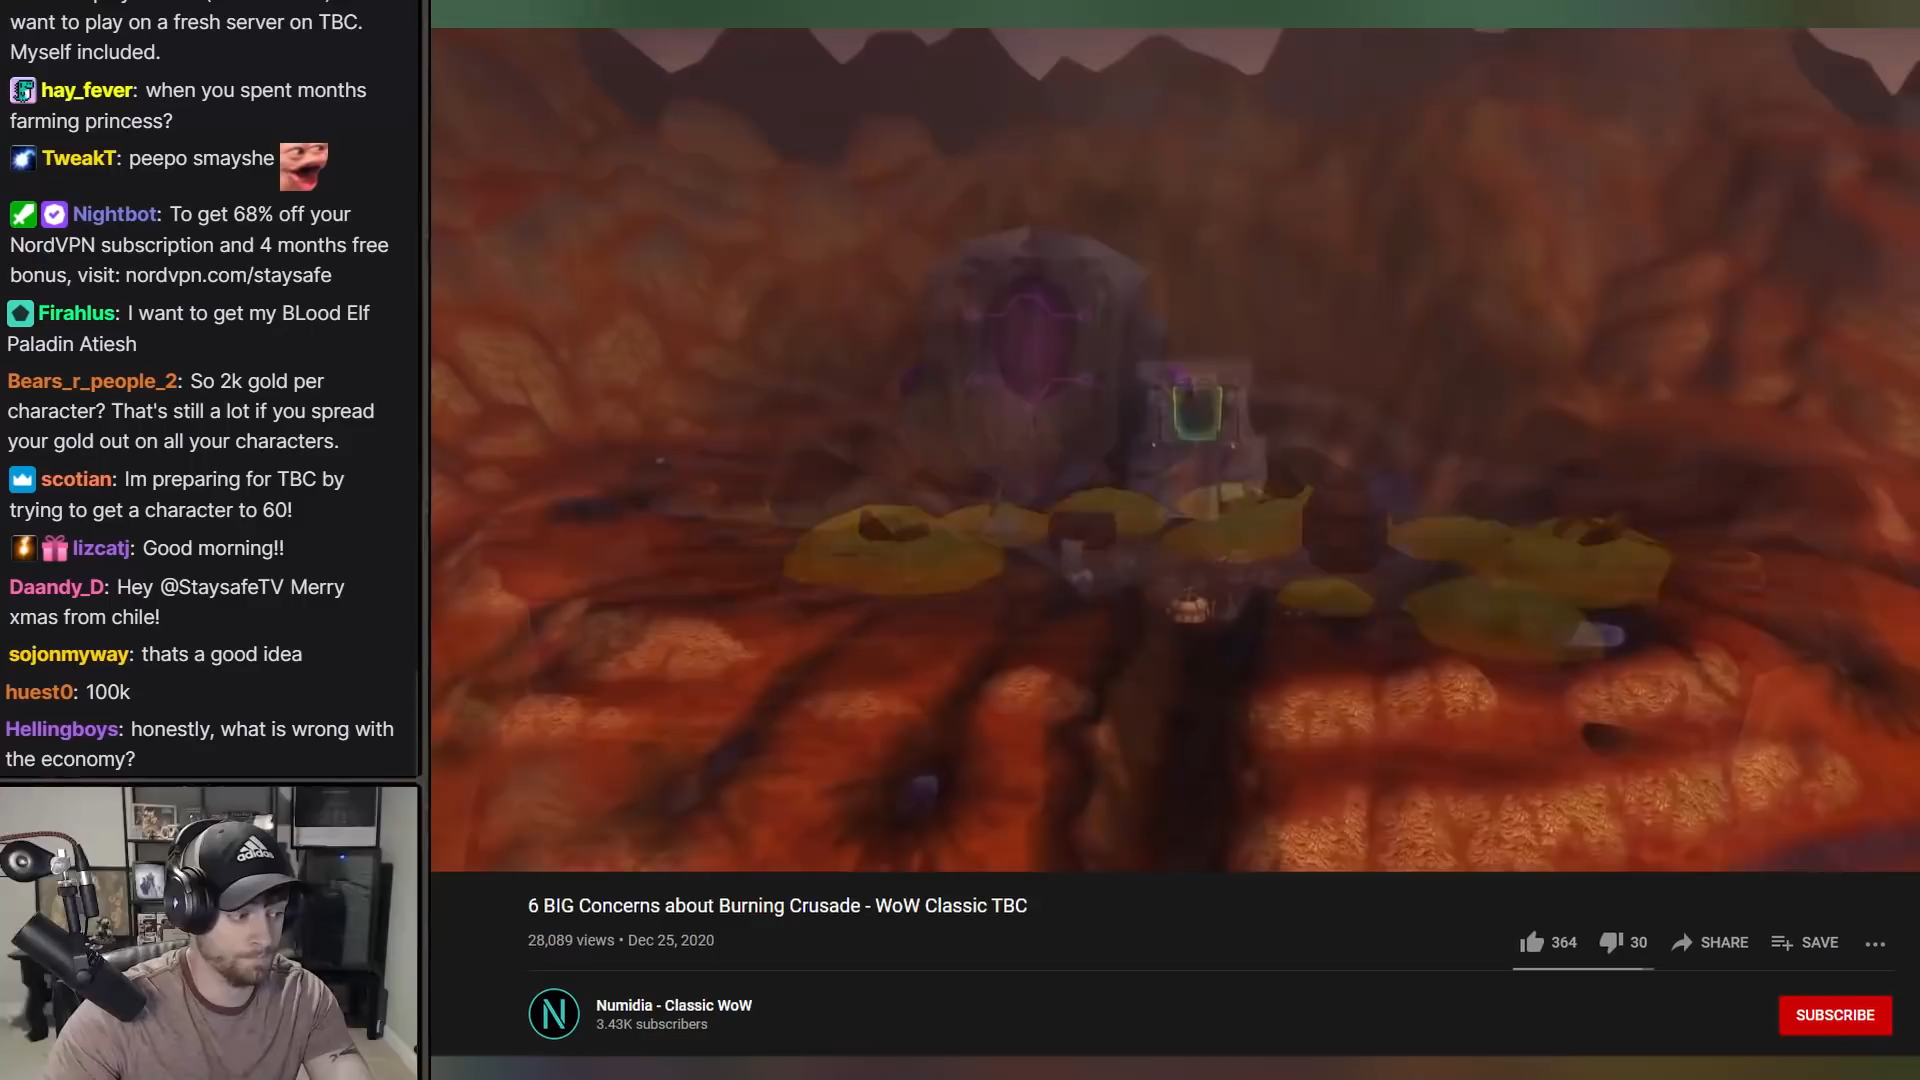 want to play on a fresh server on TBC.
Myself included.
hay_fever: when you spent months
farming princess?
TweakT: peepo smayshe
Nightbot: To get 68% off your
NordVPN subscription and 4 months free
bonus, visit: nordvpn.com/staysafe
Firahlus: I want to get my BLood Elf
Paladin Atiesh
Bears_r_people_2: So 2k gold per
character? That's still a lot if you spread
your gold out on all your characters.
scotian: Im preparing for TBC by
trying to get a character to 60!
lizcatj: Good morning!!
Daandy_D: Hey @StaysafeTV Merry
xmas from chile!
sojonmyway: thats a good idea
huest0: 100k
Hellingboys: honestly, what is wrong with
the economy?
adidas
6 BIG Concerns about Burning Crusade - WoW Classic TBC
28,089 views • Dec 25, 2020
364 30 SHARE SAVE
N
Numidia - Classic WoW
3.43K subscribers
SUBSCRIBE